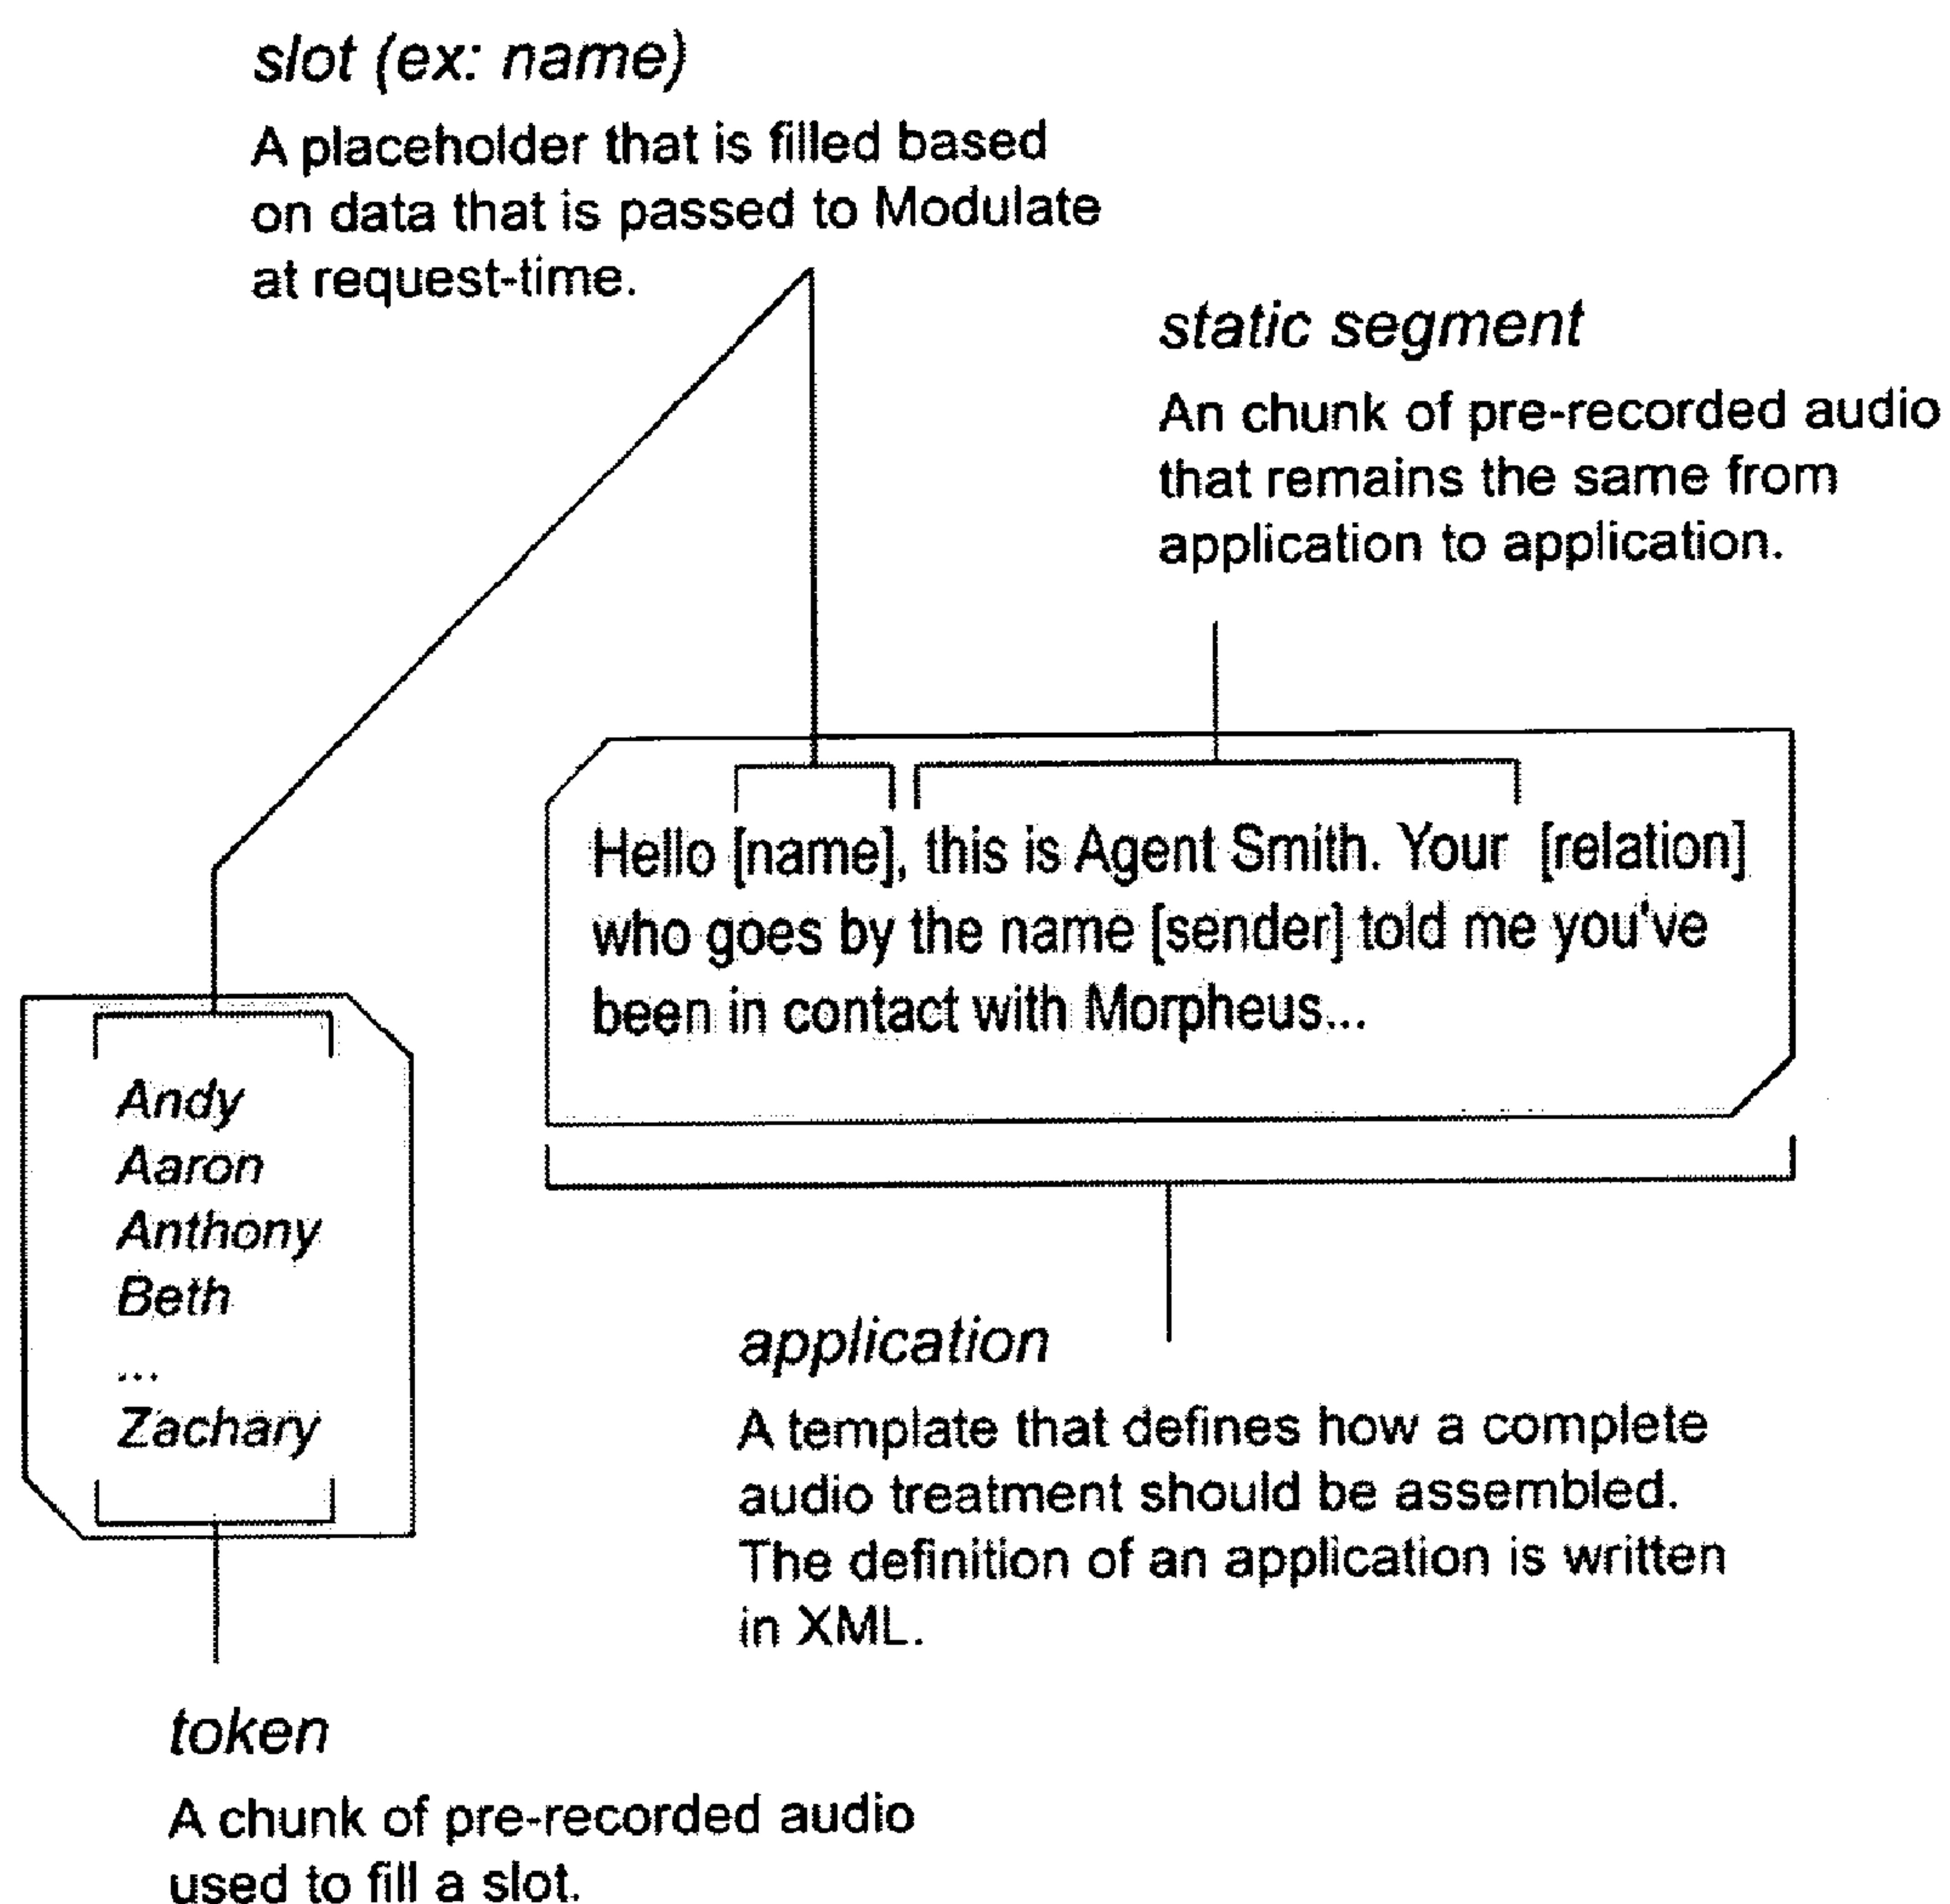 slot (ex: name)
A placeholder that is filled based
on data that is passed to Modulate
at request-time.
static segment
An chunk of pre-recorded audio
that remains the same from
application to application.
Hello [name], this is Agent Smith. Your [relation]
who goes by the name [sender] told me you've
been in contact with Morpheus...
Andy
Aaron
Anthony
Beth
...
Zachary
application
A template that defines how a complete
audio treatment should be assembled.
The definition of an application is written
in XML.
token
A chunk of pre-recorded audio
used to fill a slot.